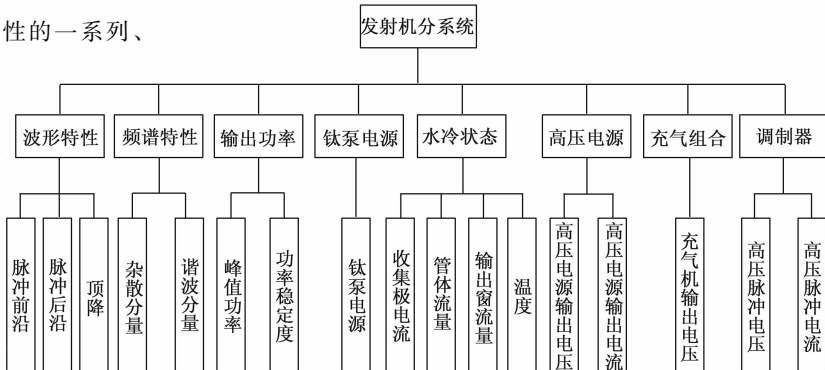 性的一系列、
发射机分系统
波形特性
频谱特性
输出功率
钛泵电源
水冷状态
高压电源
充气组合
调制器
脉冲前沿
脉冲后沿
顶降
杂散分量
谐波分量
峰值功率
功率稳定度
钛泵电源
收集极电流
管体流量
输出窗流量
温度
高压电源输出电压
高压电源输出电流
充气机输出电压
高压脉冲电压
高压脉冲电流